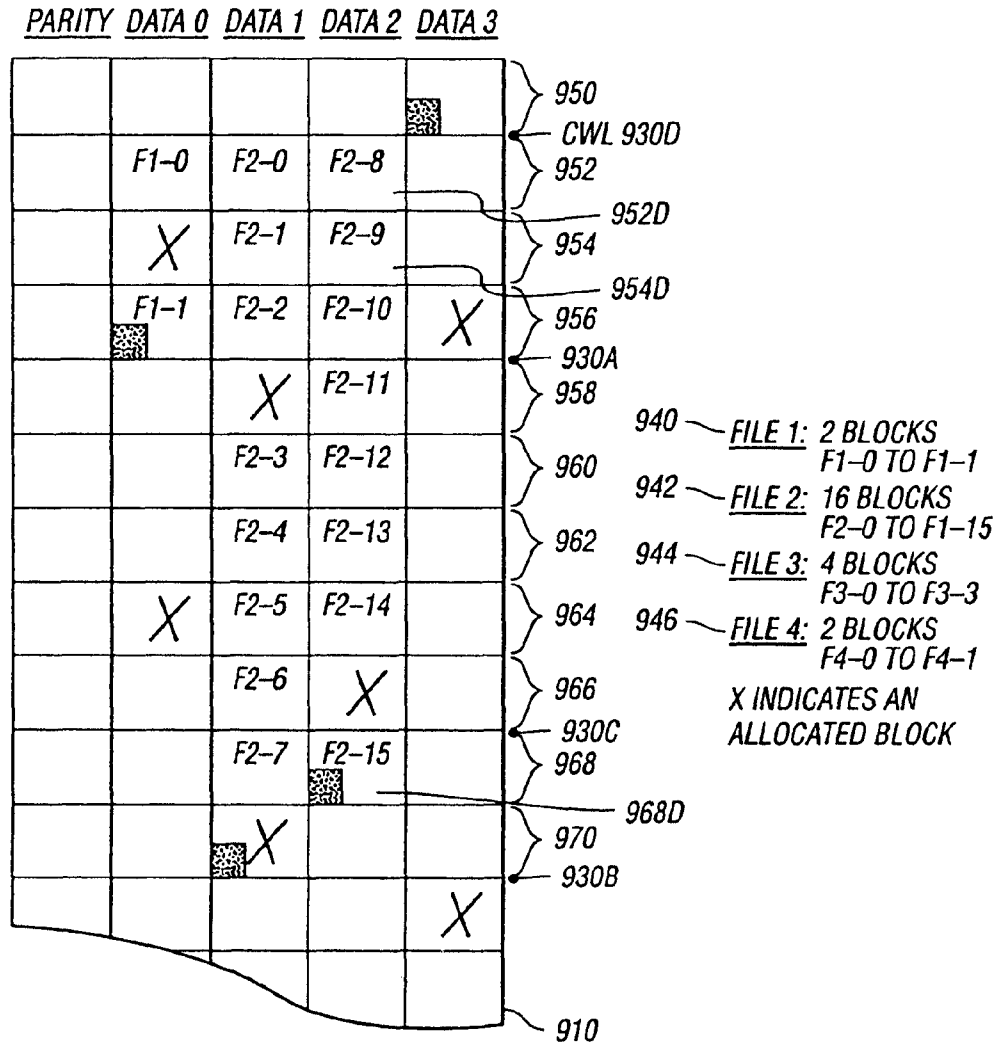 PARITY DATA 0 DATA 1 DATA 2 DATA 3
950
CWL 930D
F1-0 F2-0 F2-8 952
952D
X F2-1 F2-9 954
954D
F1-1 F2-2 F2-10 X 956
930A
X F2-11 958
F2-3 F2-12 960
F2-4 F2-13 962
X F2-5 F2-14 964
F2-6 X 966
930C
F2-7 F2-15 968
968D
X 970
930B
X
910
940 FILE 1: 2 BLOCKS
F1-0 TO F1-1
942 FILE 2: 16 BLOCKS
F2-0 TO F1-15
944 FILE 3: 4 BLOCKS
F3-0 TO F3-3
946 FILE 4: 2 BLOCKS
F4-0 TO F4-1
X INDICATES AN
ALLOCATED BLOCK